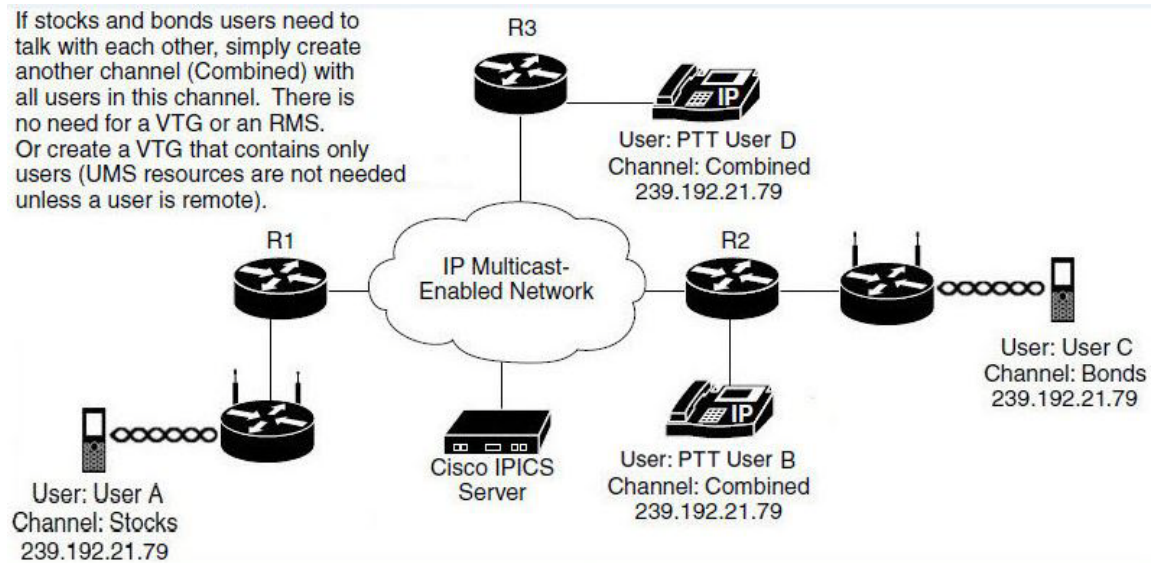 If stocks and bonds users need to
talk with each other, simply create
another channel (Combined) with
all users in this channel. There is
no need for a VTG or an RMS.
Or create a VTG that contains only
users (UMS resources are not needed
unless a user is remote).
R3
IP
User: PTT User D
Channel: Combined
239.192.21.79
R1
IP Multicast-
Enabled Network
R2
User: User C
Channel: Bonds
239.192.21.79
IP
Cisco IPICS
Server
User: PTT User B
Channel: Combined
239.192.21.79
User: User A
Channel: Stocks
239.192.21.79